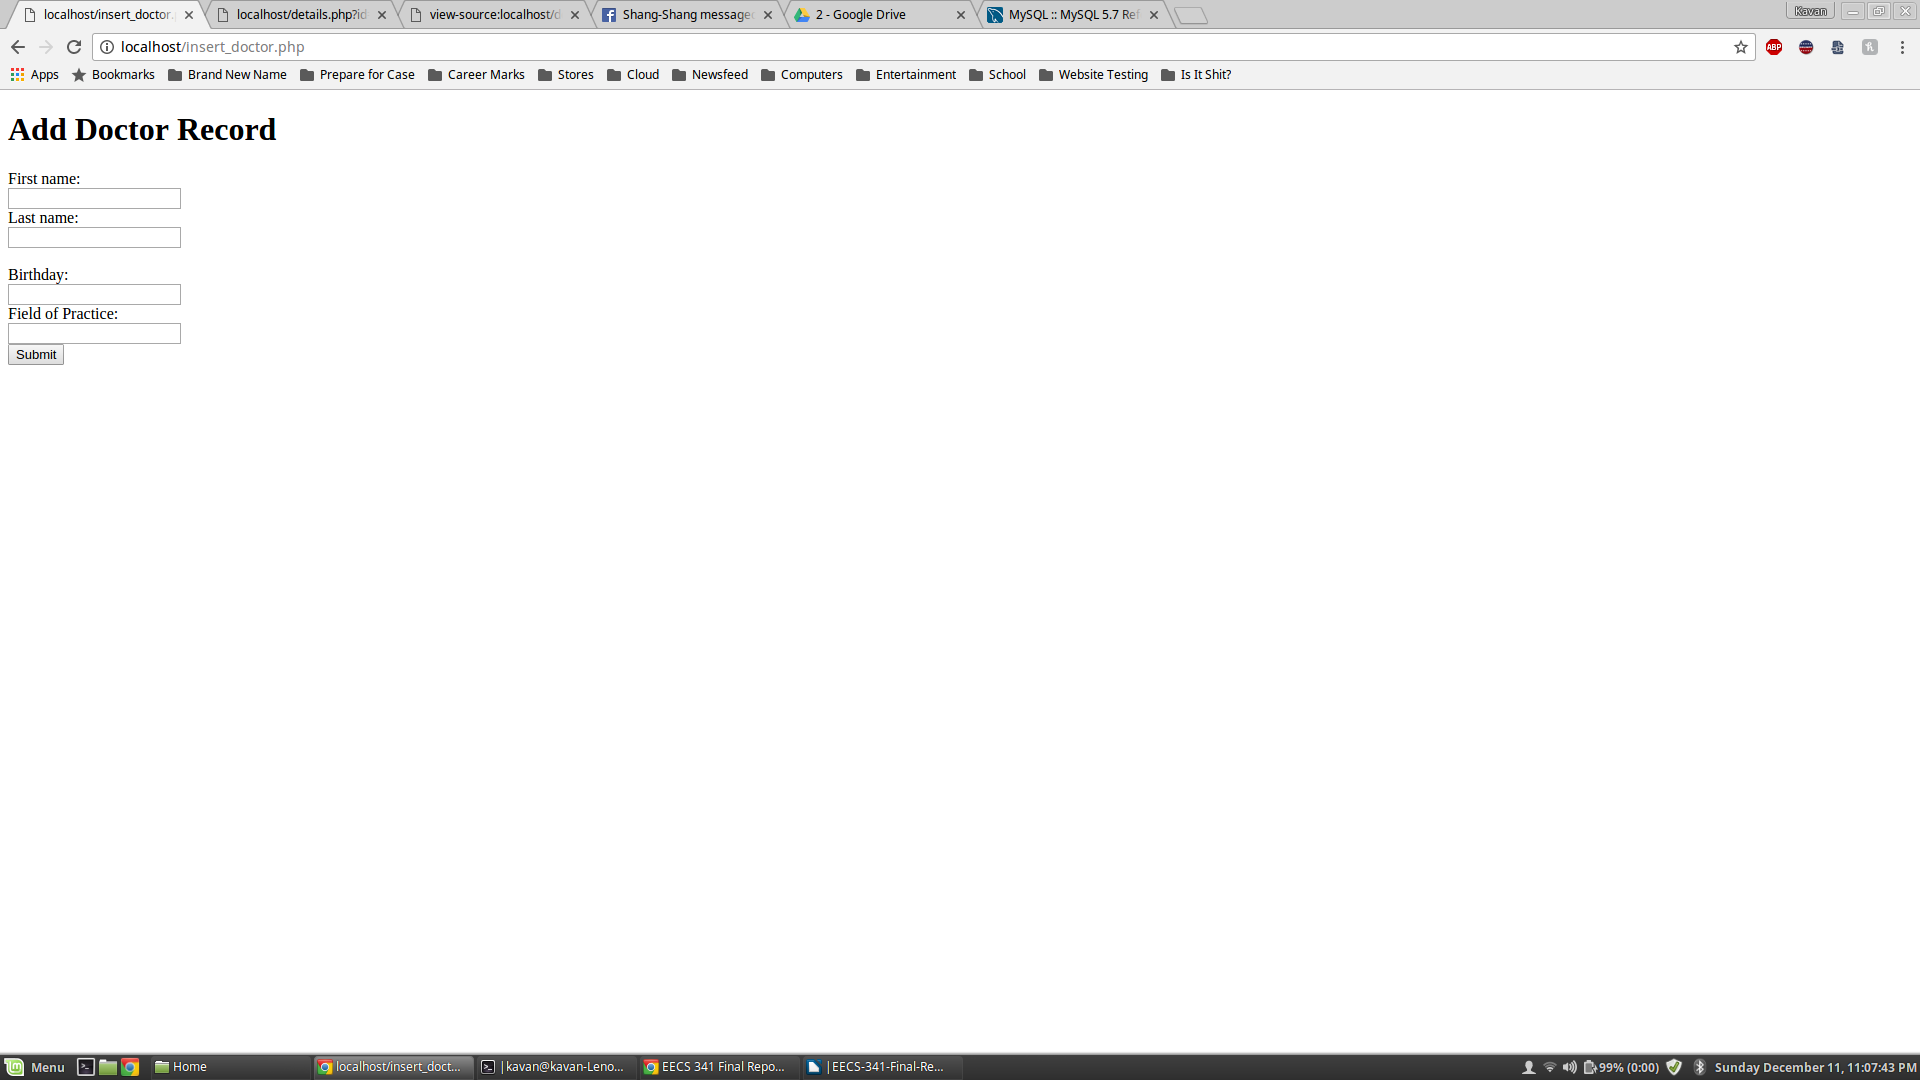 localhost/insert_doctor.
localhost/details.php?id
view-source:localhost/d
Shang-Shang message
2 - Google Drive
MySQL :: MySQL 5.7 Ref
Kavan
localhost/insert_doctor.php
ABP
Apps
Bookmarks
Brand New Name
Prepare for Case
Career Marks
Stores
Cloud
Newsfeed
Computers
Entertainment
School
Website Testing
Is It Shit?
Add Doctor Record
First name:
Last name:
Birthday:
Field of Practice:
Submit
Menu
Home
localhost/insert_doct...
|kavan@kavan-Leno...
EECS 341 Final Repo...
|EECS-341-Final-Re...
99% (0:00)
Sunday December 11, 11:07:43 PM